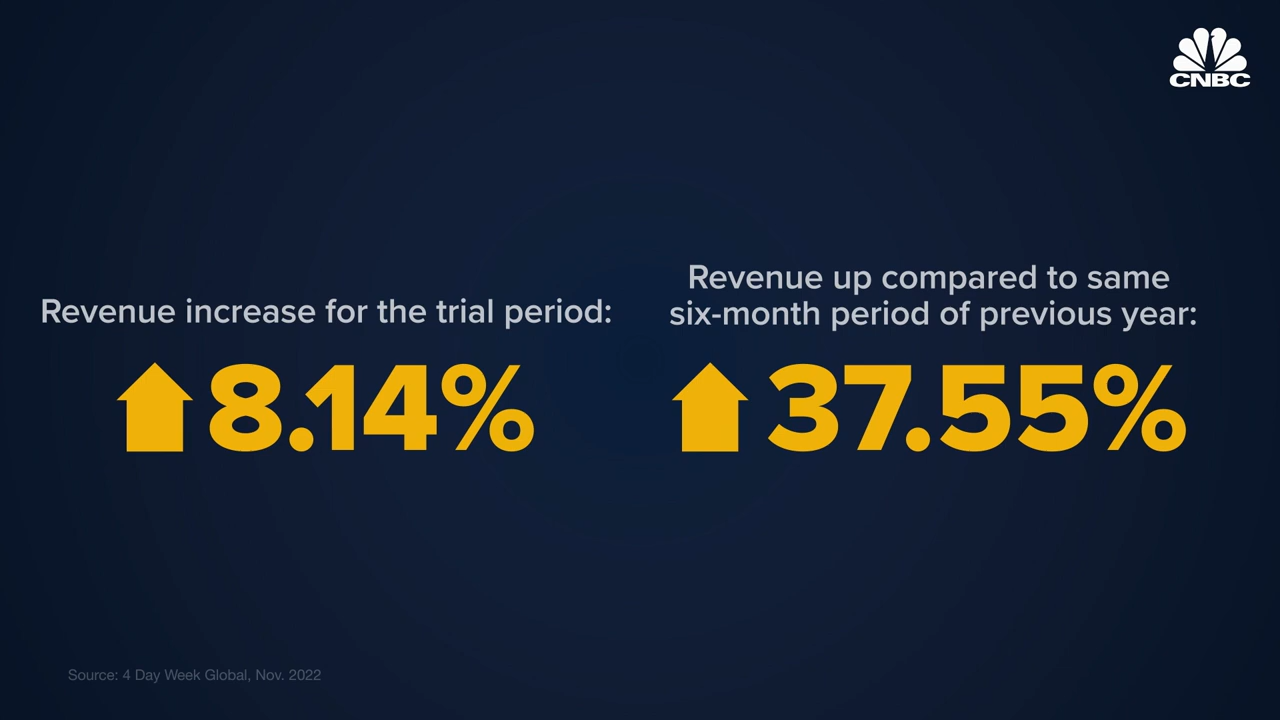 CNBC
Revenue increase for the trial period:
8.14%
Revenue up compared to same
six-month period of previous year:
37.55%
Source: 4 Day Week Global, Nov. 2022